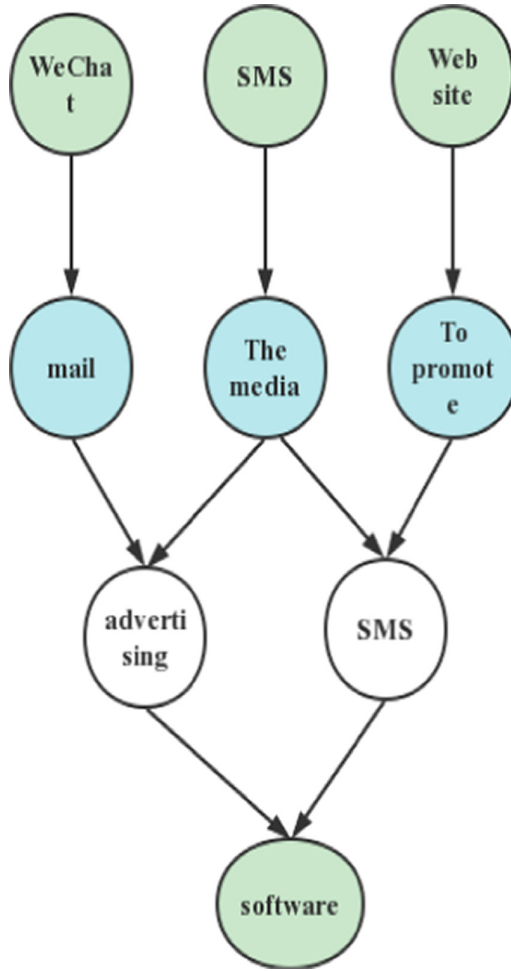 WeCha
t
SMS
Web
site
mail
The
media
To
promot
e
adverti
sing
SMS
software